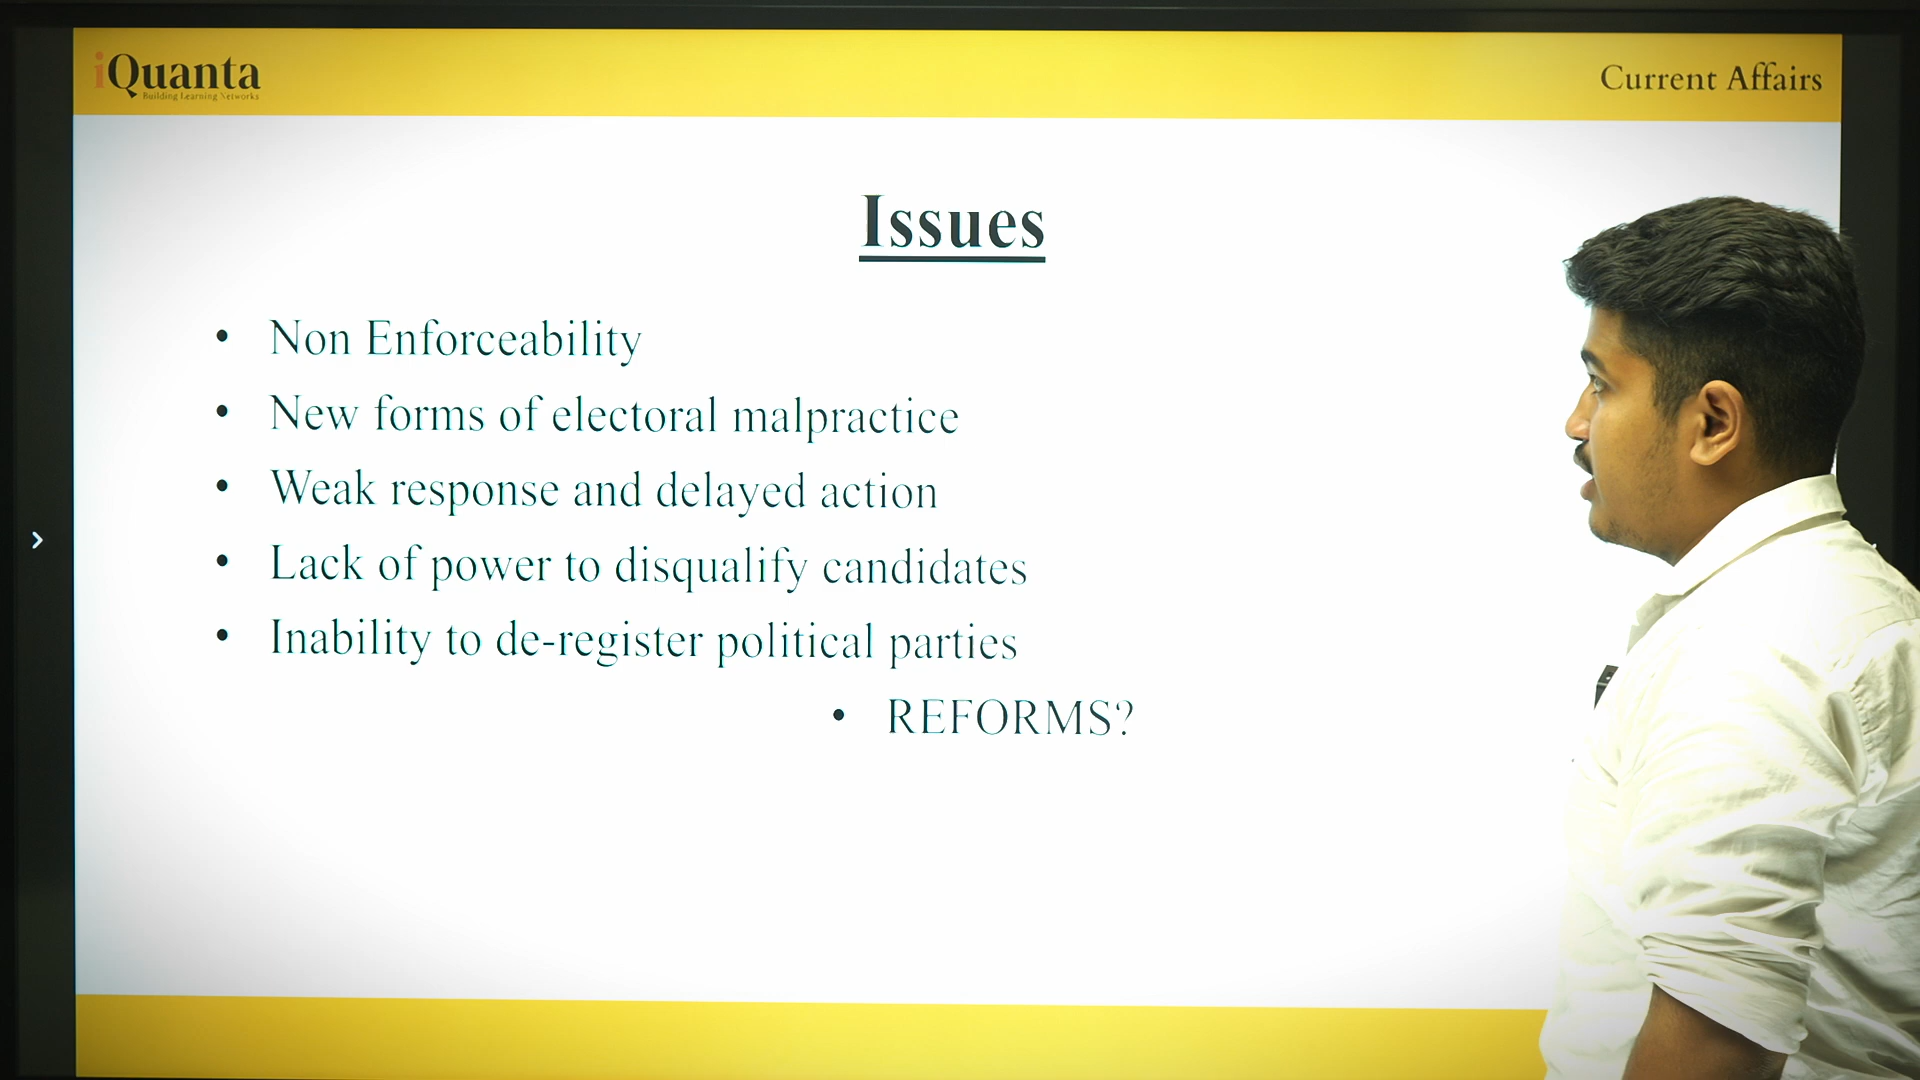 iQuanta
Building Learning Networks
Current Affairs
Issues
• Non Enforceability
• New forms of electoral malpractice
• Weak response and delayed action
• Lack of power to disqualify candidates
• Inability to de-register political parties
• REFORMS?